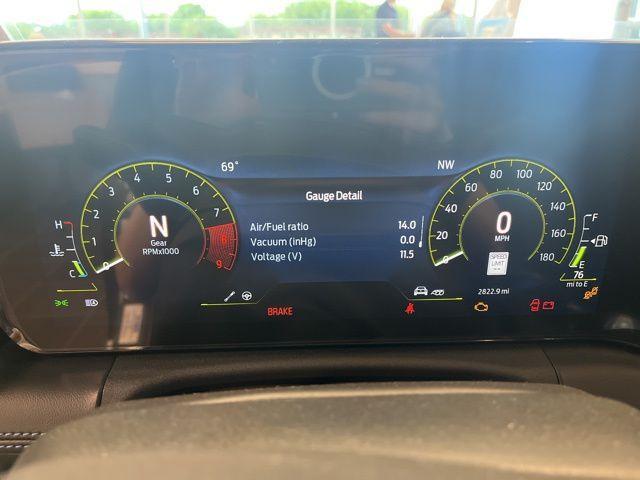 69° NW
Gauge Detail
Air/Fuel ratio 14.0
Vacuum (inHg) 0.0
Voltage (V) 11.5
H
C
0 1 2 3 4 5 6 7 8 9
N
Gear
RPMx1000
0 20 40 60 80 100 120 140 160 180
0
MPH
SPEED
LIMIT
--
F
E
76
mi to E
BRAKE
2822.9 mi